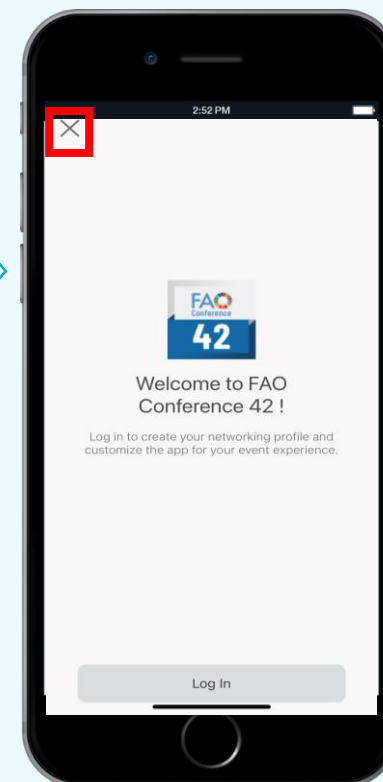 2:52 PM
FAO
Conference
42
Welcome to FAO
Conference 42 !
Log in to create your networking profile and
customize the app for your event experience.
Log In